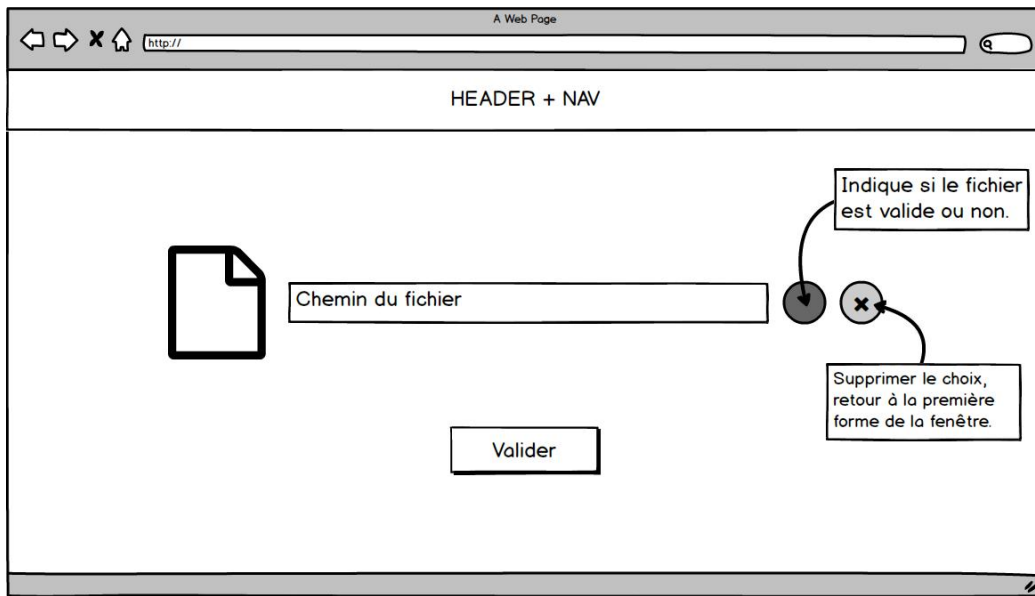 A Web Page
http://
HEADER + NAV
Indique si le fichier
est valide ou non.
Chemin du fichier
Supprimer le choix,
retour à la première
forme de la fenêtre.
Valider